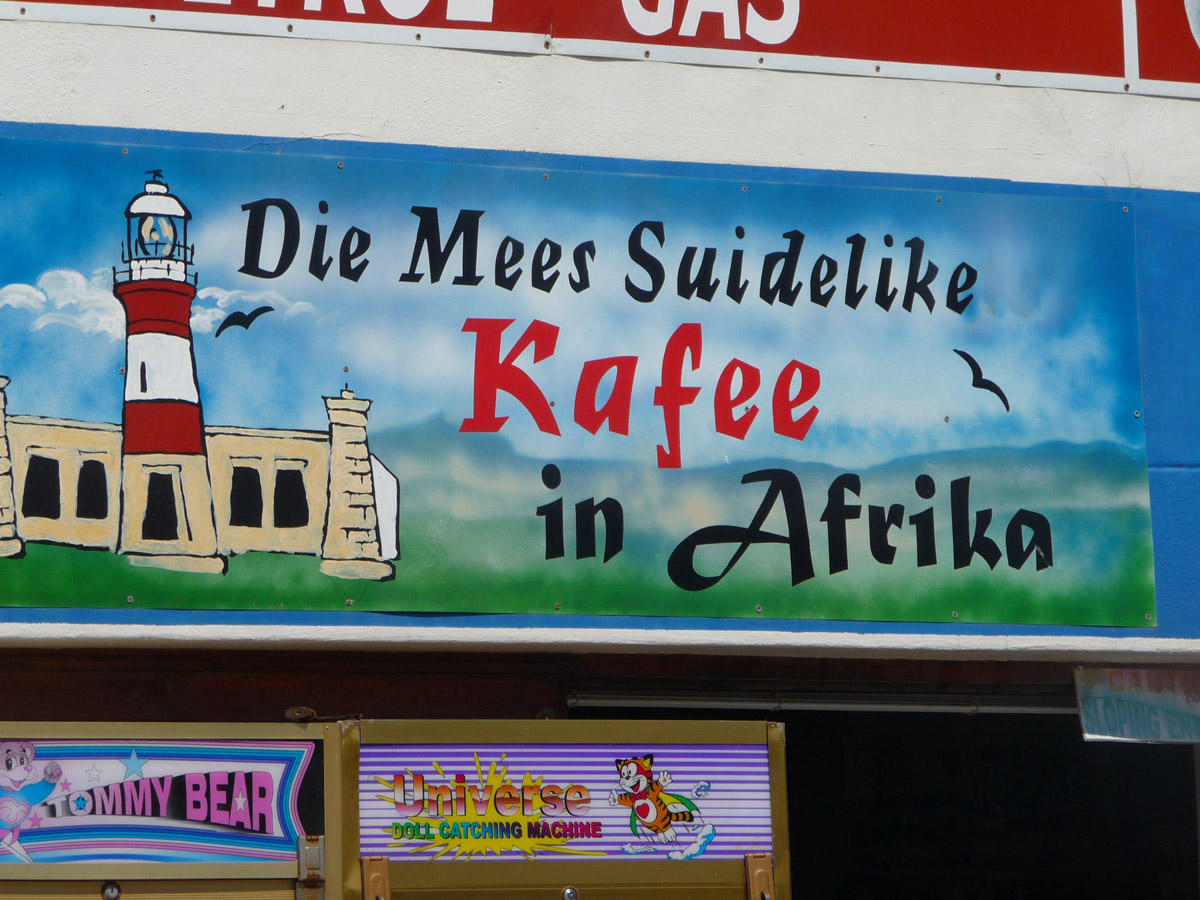 GAS
Die Mees Suidelike
Kafee
in Afrika
TOMMY BEAR
Universe
DOLL CATCHING MACHINE